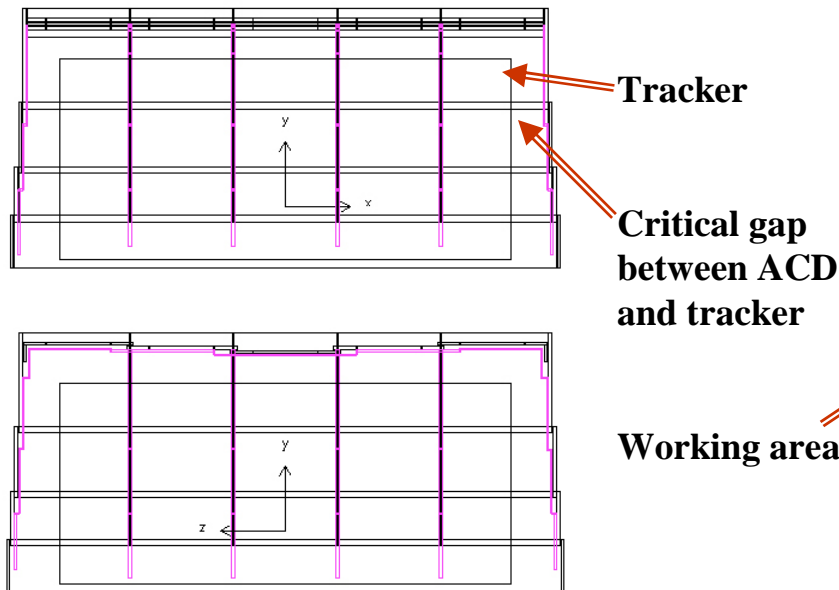 Tracker
y
x
Critical gap
between ACD
and tracker
y
z
Working area